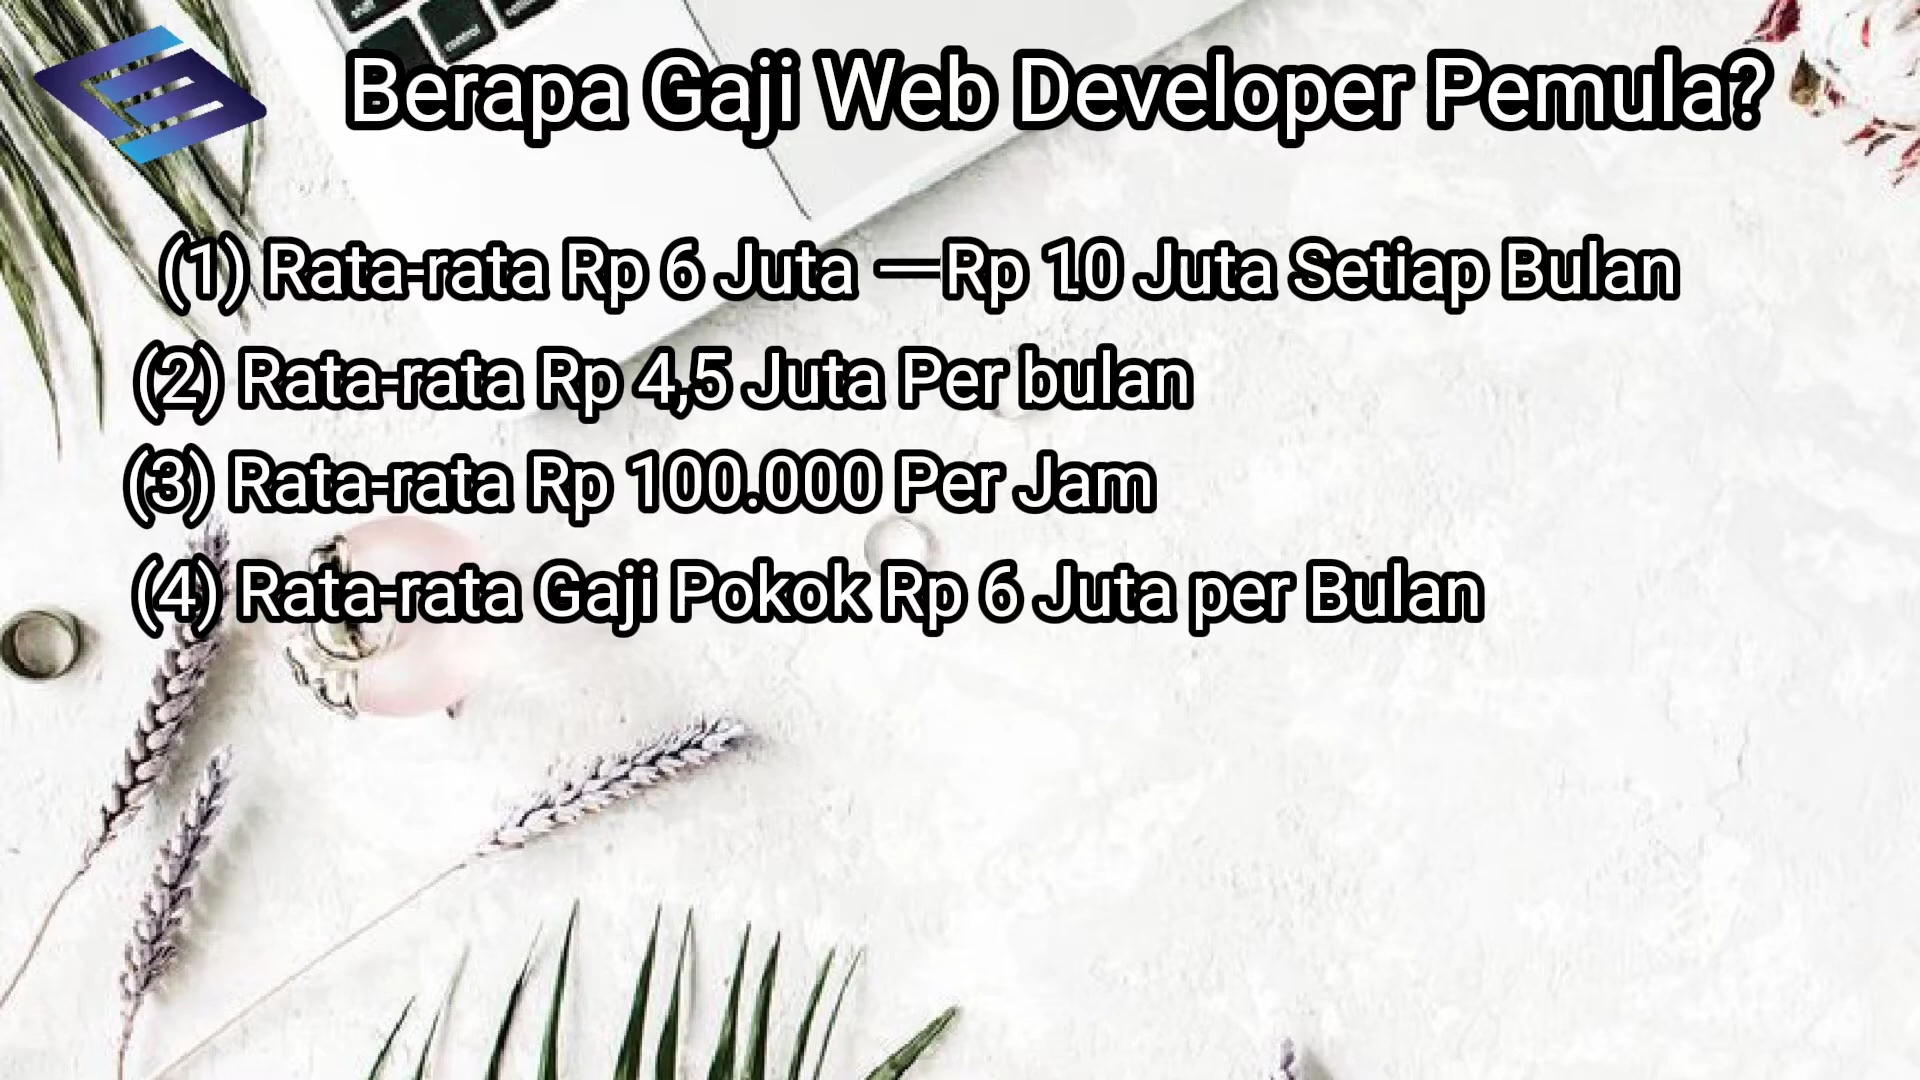 Berapa Gaji Web Developer Pemula?
(1) Rata-rata Rp 6 Juta —Rp 10 Juta Setiap Bulan
(2) Rata-rata Rp 4,5 Juta Per bulan
(3) Rata-rata Rp 100.000 Per Jam
(4) Rata-rata Gaji Pokok Rp 6 Juta per Bulan